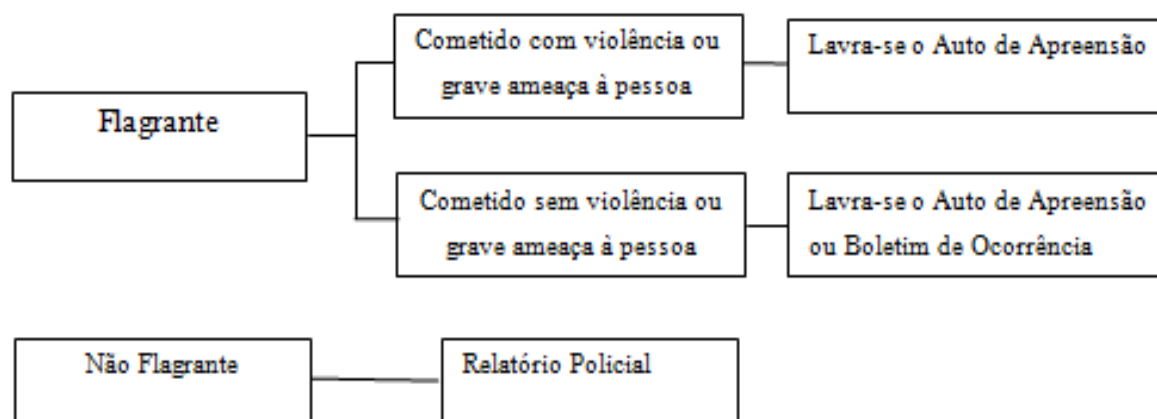 Flagrante
Cometido com violência ou
grave ameaça à pessoa
Lavra-se o Auto de Apreensão
Cometido sem violência ou
grave ameaça à pessoa
Lavra-se o Auto de Apreensão
ou Boletim de Ocorrência
Não Flagrante
Relatório Policial